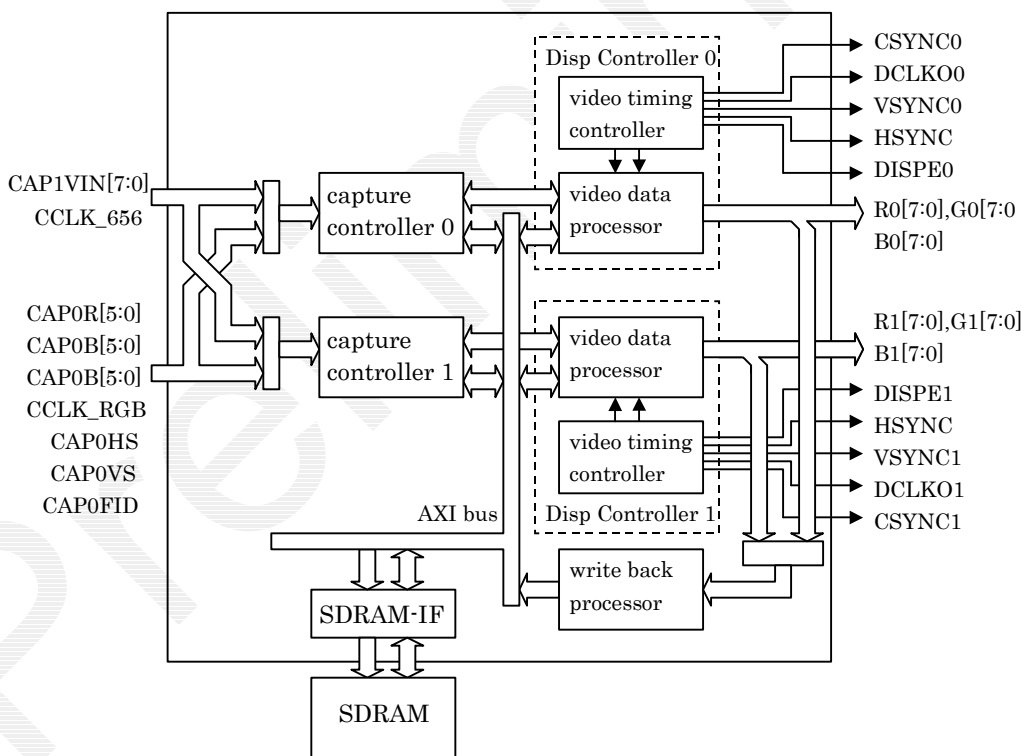 Disp Controller 0
video timing
controller
video data
processor
CSYNC0
DCLKO0
VSYNC0
HSYNC
DISPE0
R0[7:0],G0[7:0
B0[7:0]
CAP1VIN[7:0]
CCLK_656
capture
controller 0
CAP0R[5:0]
CAP0B[5:0]
CAP0B[5:0]
CCLK_RGB
CAP0HS
CAP0VS
CAP0FID
capture
controller 1
video data
processor
video timing
controller
Disp Controller 1
R1[7:0],G1[7:0]
B1[7:0]
DISPE1
HSYNC
VSYNC1
DCLKO1
CSYNC1
AXI bus
write back
processor
SDRAM-IF
SDRAM